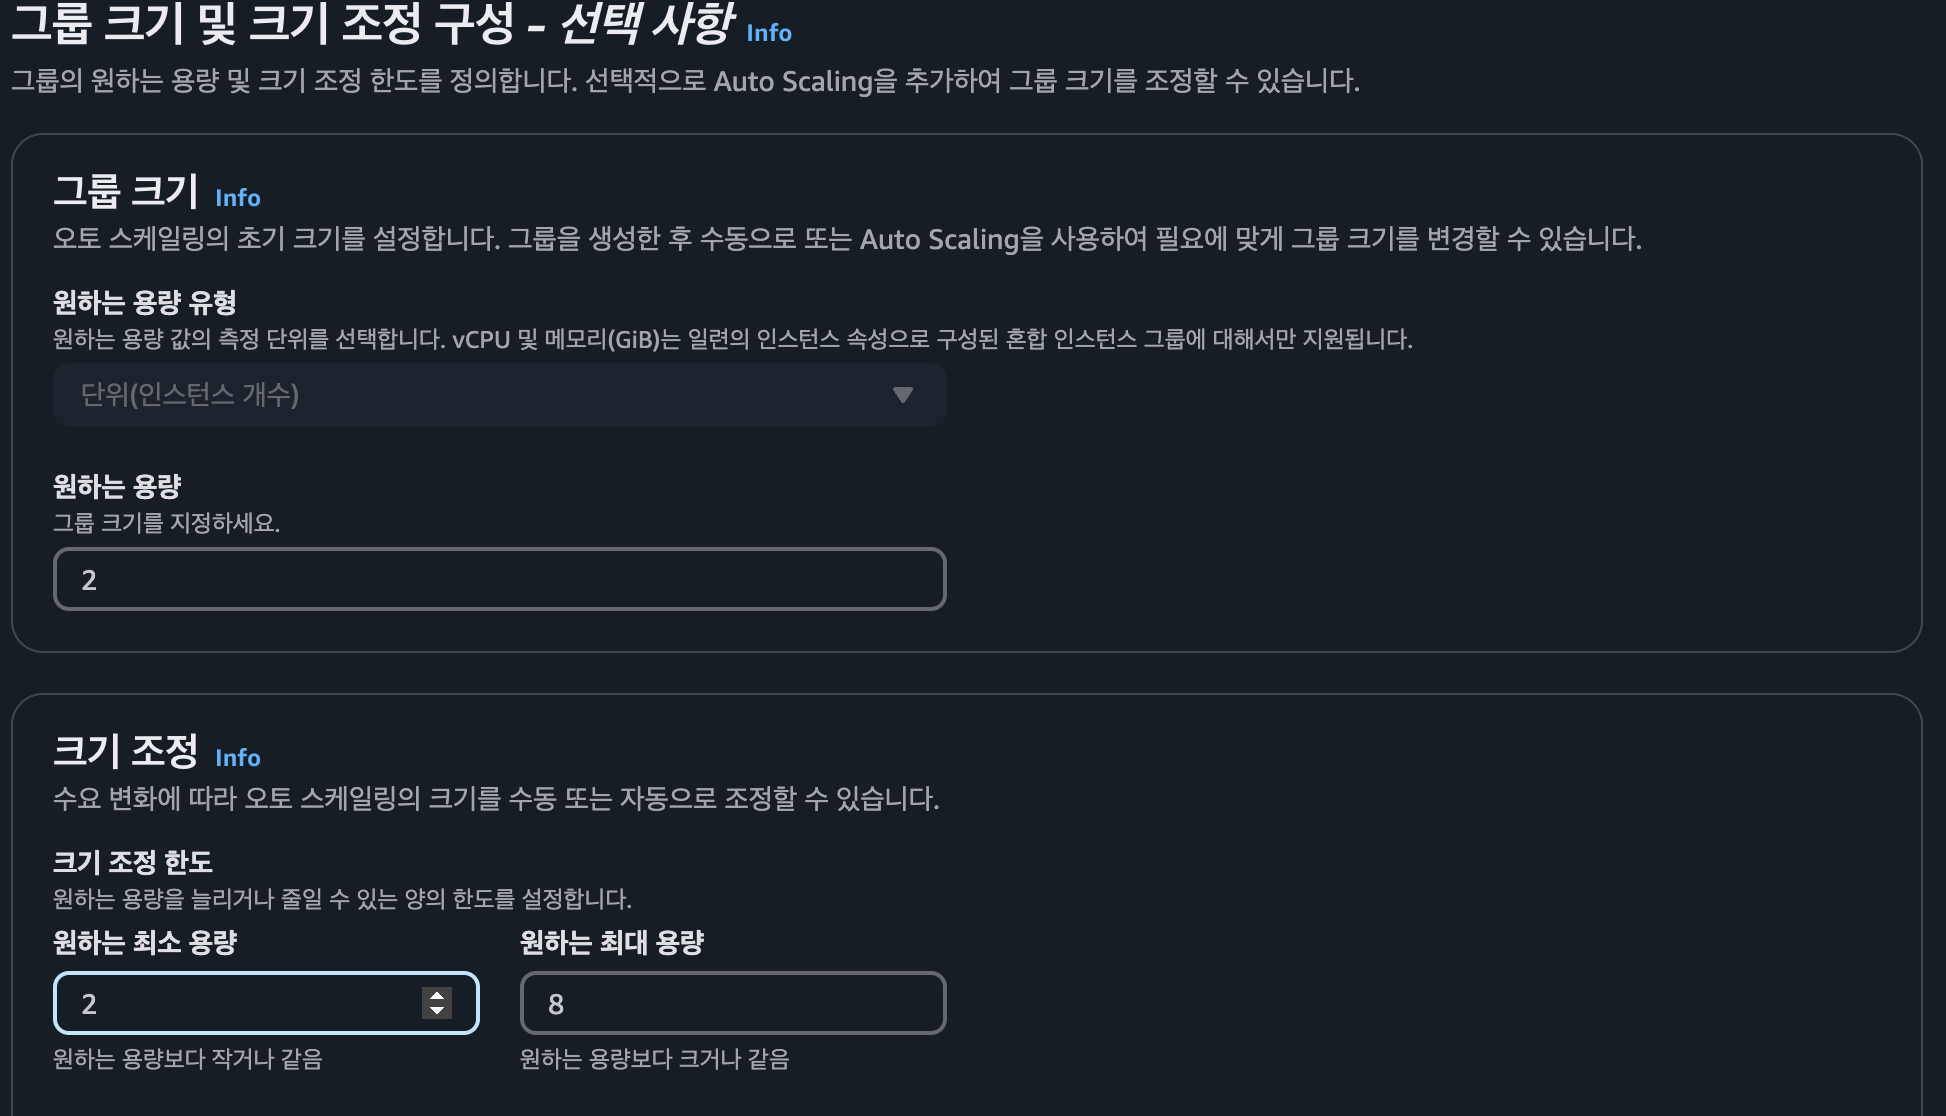 그룹 크기 및 크기 조정 구성 - 선택 사항 Info
그룹의 원하는 용량 및 크기 조정 한도를 정의합니다. 선택적으로 Auto Scaling을 추가하여 그룹 크기를 조정할 수 있습니다.
그룹 크기 Info
오토 스케일링의 초기 크기를 설정합니다. 그룹을 생성한 후 수동으로 또는 Auto Scaling을 사용하여 필요에 맞게 그룹 크기를 변경할 수 있습니다.
원하는 용량 유형
원하는 용량 값의 측정 단위를 선택합니다. vCPU 및 메모리(GiB)는 일련의 인스턴스 속성으로 구성된 혼합 인스턴스 그룹에 대해서만 지원됩니다.
단위(인스턴스 개수)
원하는 용량
그룹 크기를 지정하세요.
2
크기 조정 Info
수요 변화에 따라 오토 스케일링의 크기를 수동 또는 자동으로 조정할 수 있습니다.
크기 조정 한도
원하는 용량을 늘리거나 줄일 수 있는 양의 한도를 설정합니다.
원하는 최소 용량 원하는 최대 용량
2 8
원하는 용량보다 작거나 같음 원하는 용량보다 크거나 같음